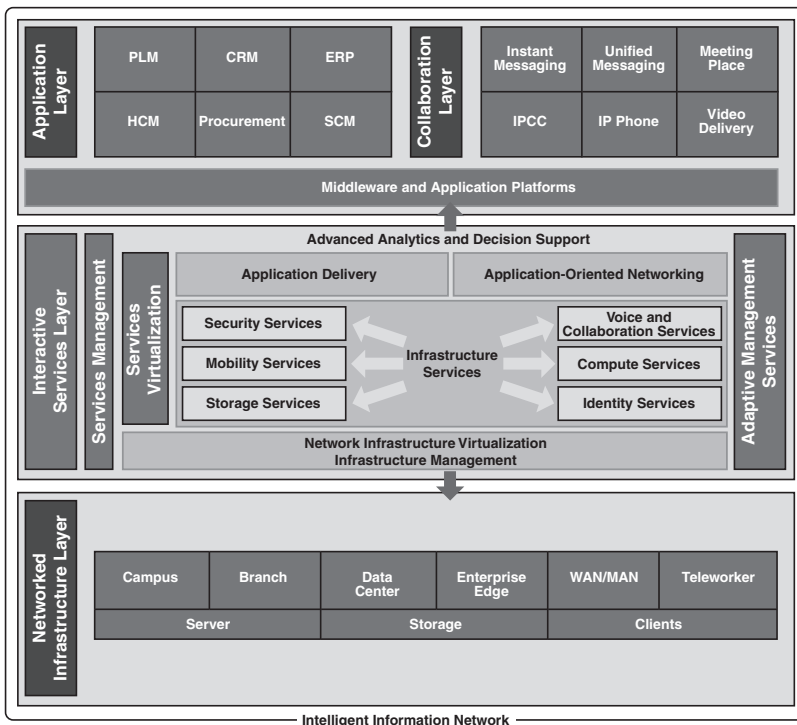 Application
Layer
PLM
CRM
ERP
HCM
Procurement
SCM
Collaboration
Layer
Instant
Messaging
Unified
Messaging
Meeting
Place
IPCC
IP Phone
Video
Delivery
Middleware and Application Platforms
Interactive
Services Layer
Services Management
Services
Virtualization
Advanced Analytics and Decision Support
Application Delivery
Application-Oriented Networking
Security Services
Mobility Services
Storage Services
Infrastructure
Services
Voice and
Collaboration Services
Compute Services
Identity Services
Network Infrastructure Virtualization
Infrastructure Management
Adaptive Management
Services
Networked
Infrastructure Layer
Campus
Branch
Data
Center
Enterprise
Edge
WAN/MAN
Teleworker
Server
Storage
Clients
Intelligent Information Network